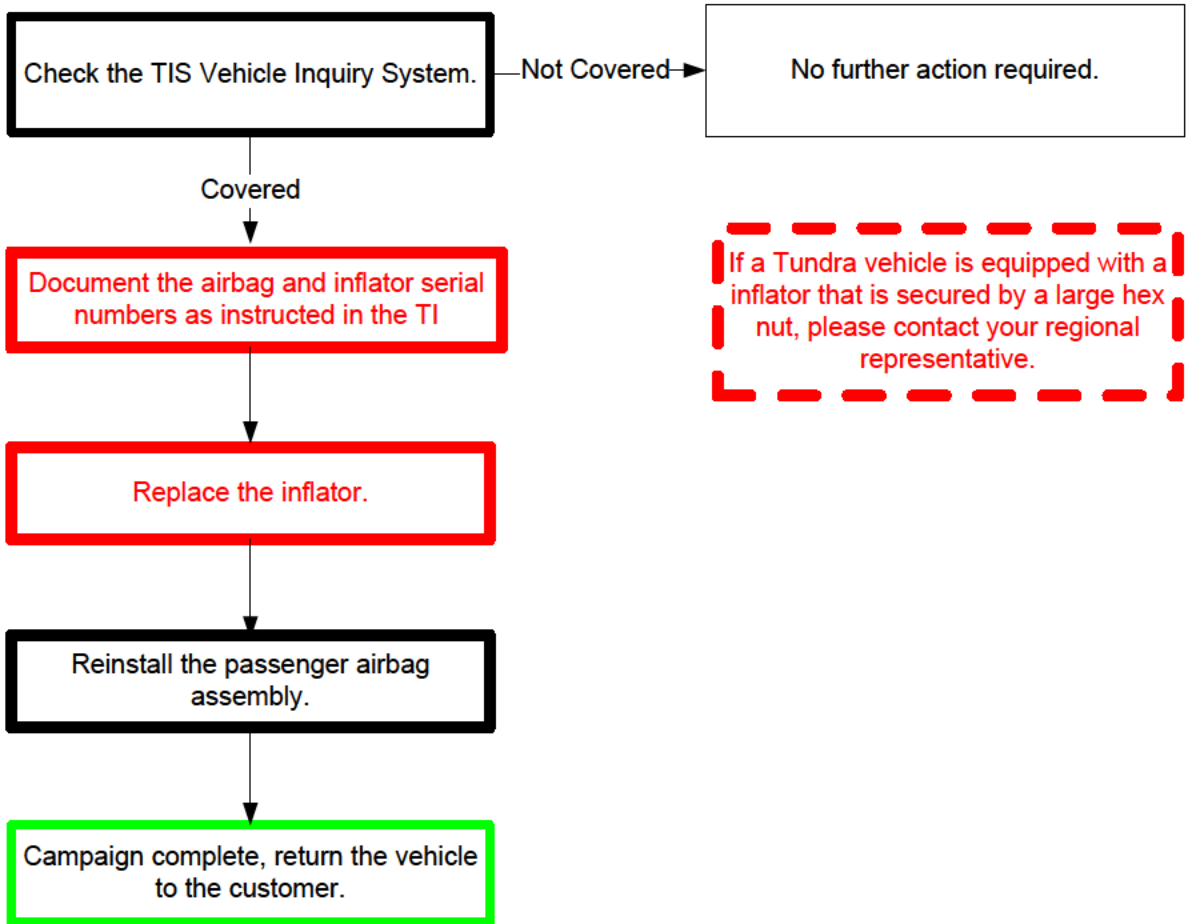 Check the TIS Vehicle Inquiry System.
Not Covered
No further action required.
Covered
Document the airbag and inflator serial
numbers as instructed in the TI
If a Tundra vehicle is equipped with a
inflator that is secured by a large hex
nut, please contact your regional
representative.
Replace the inflator.
Reinstall the passenger airbag
assembly.
Campaign complete, return the vehicle
to the customer.